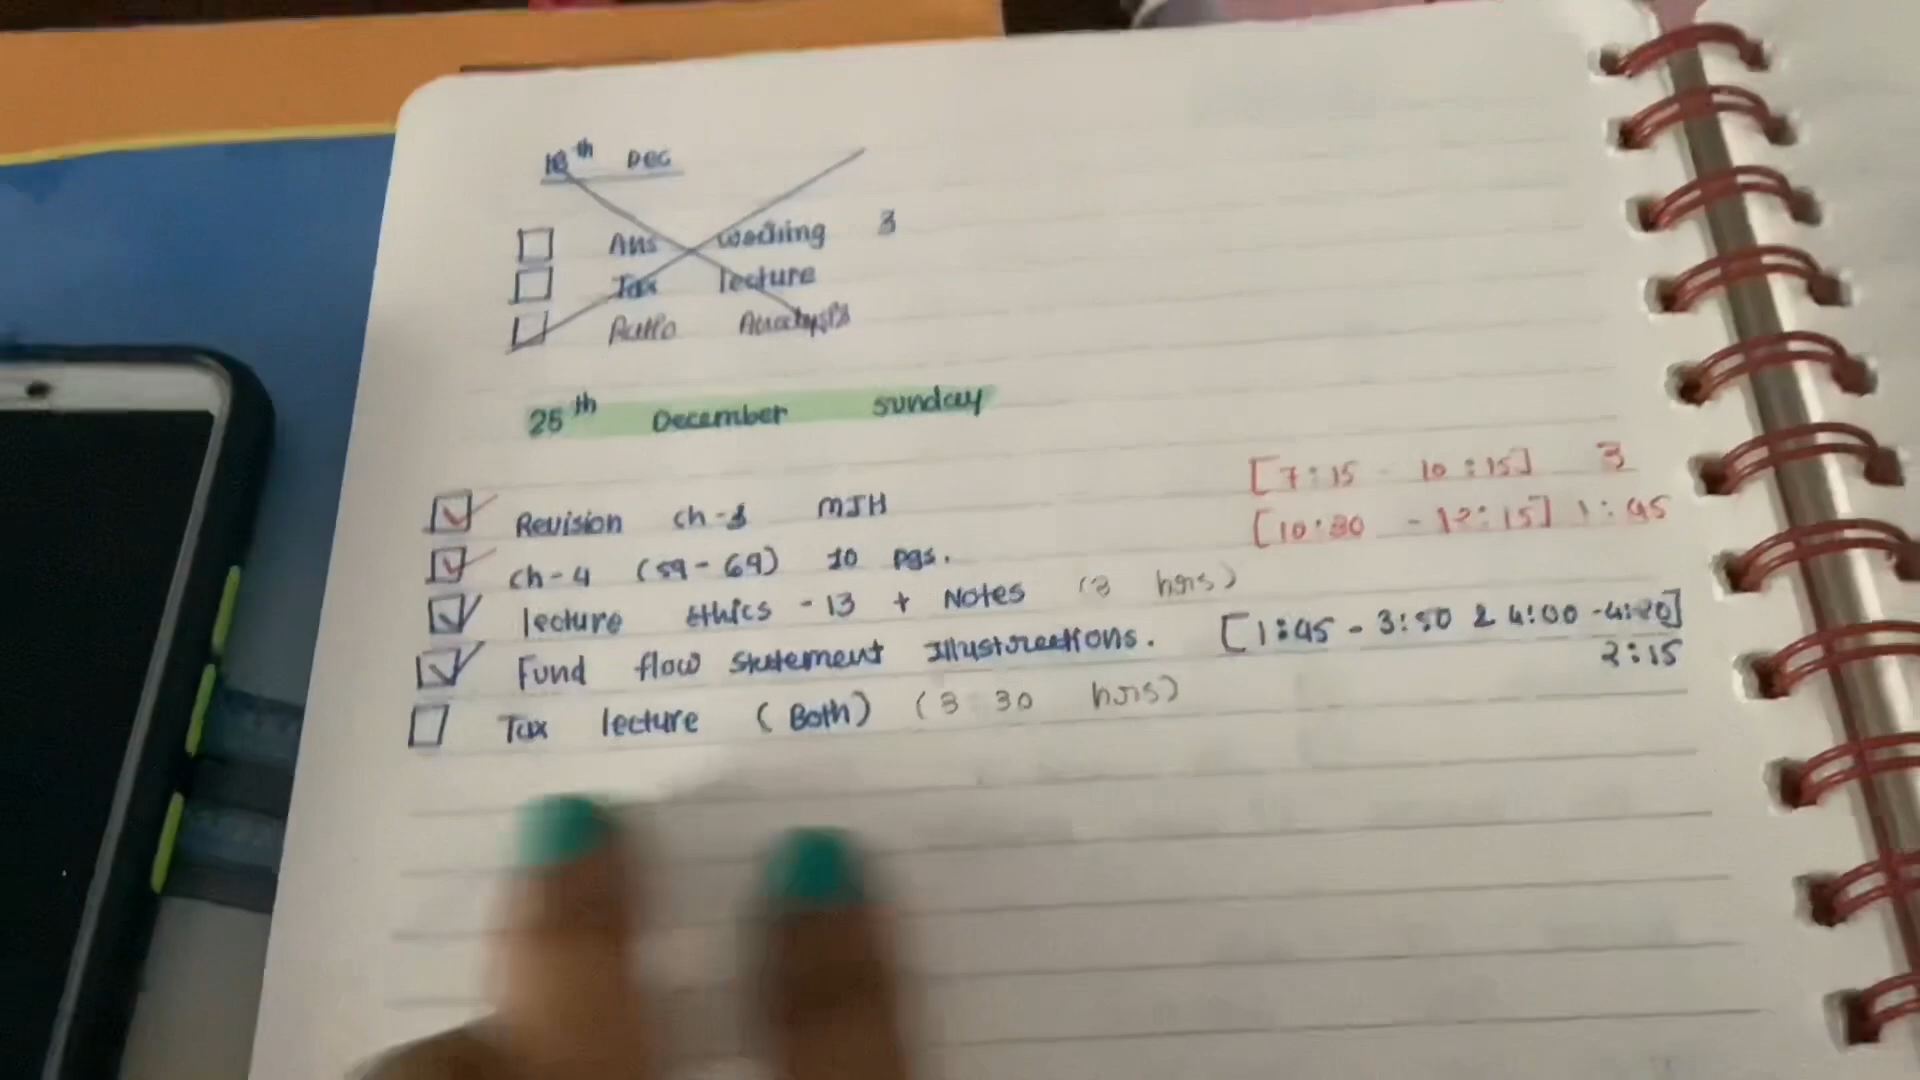 18th Dec
Ans wocking 3
Tax lecture
Ratio Analysis
25th December sunday
Revision ch-3 MJH [7:15 - 10:15] 3
ch-4 (59-69) 10 pgs. [10:30 - 12:15] 1:45
lecture Ethics -13 + Notes (3 hrs)
Fund flow statement Illustrations. [1:45 - 3:50 & 4:00 -4:20]
2:15
Tax lecture (Both) (3 30 hrs)